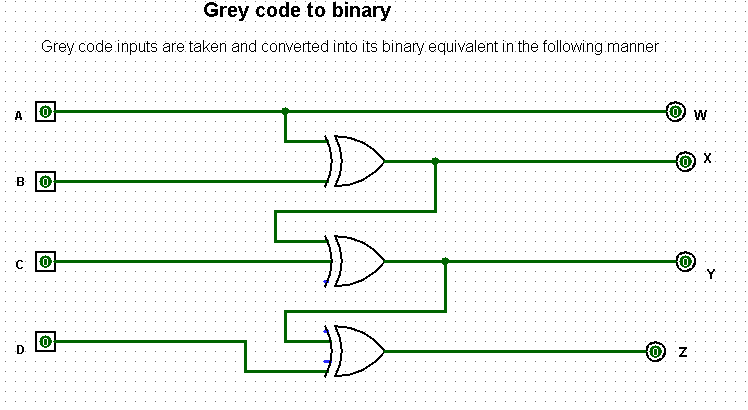 Grey code to binary
Grey code inputs are taken and converted into its binary equivalent in the following manner
A 0 0 W
0 X
B 0
C 0 0 Y
D 0 0 Z